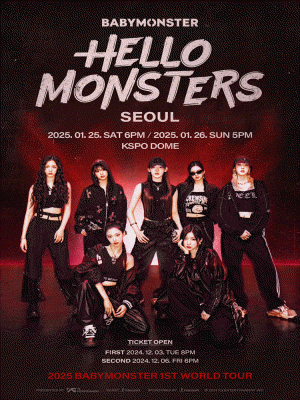 BABYMONSTER
HELLO
MONSTERS
SEOUL
2025. 01. 25. SAT 6PM / 2025. 01. 26. SUN 5PM
KSPO DOME
TICKET OPEN
FIRST 2024. 12. 03. TUE 8PM
SECOND 2024. 12. 06. FRI 6PM
2025 BABYMONSTER 1ST WORLD TOUR